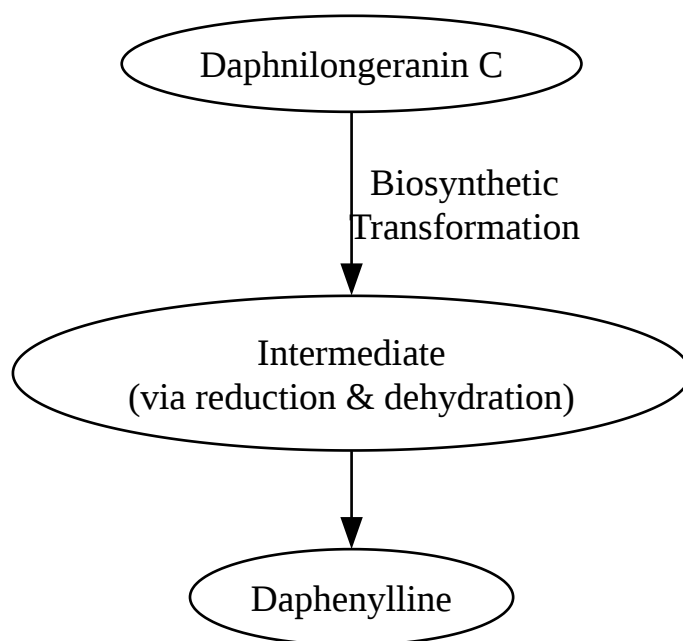 Daphnilongeranin C
Biosynthetic
Transformation
Intermediate
(via reduction & dehydration)
Daphenylline